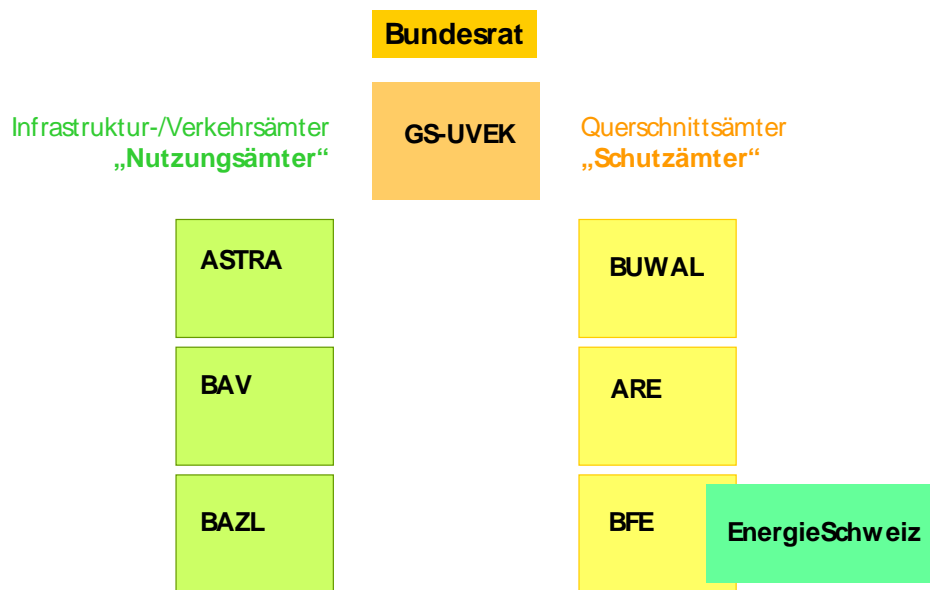 Bundesrat
Infrastruktur-/Verkehrsämter
„Nutzungsämter“
GS-UVEK
Querschnittsämter
„Schutzämter“
ASTRA
BUWAL
BAV
ARE
BAZL
BFE
EnergieSchweiz